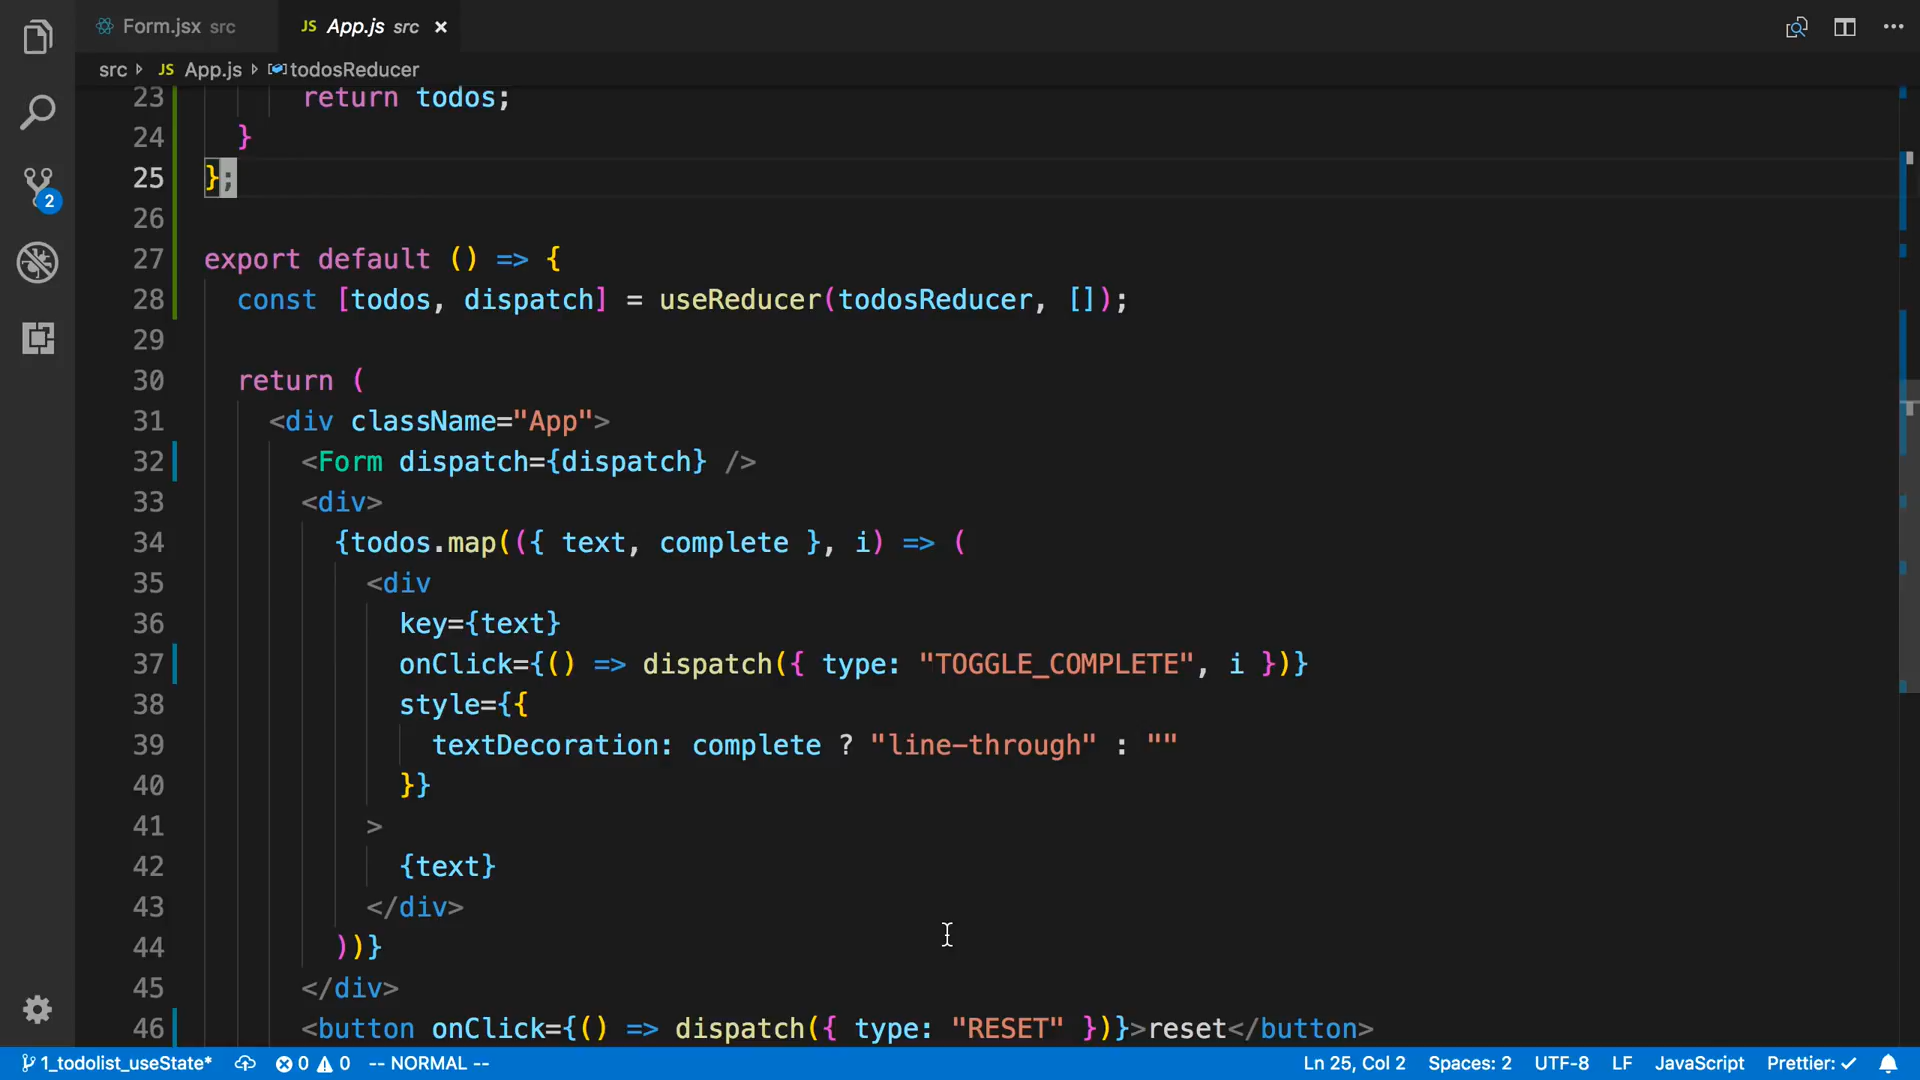 Form.jsx src
JS App.js src ×
src JS App.js todosReducer
23 return todos;
24 }
25 };
26
27 export default () => {
28 const [todos, dispatch] = useReducer(todosReducer, []);
29
30 return (
31 <div className="App">
32 <Form dispatch={dispatch} />
33 <div>
34 {todos.map(({ text, complete }, i) => (
35 <div
36 key={text}
37 onClick={() => dispatch({ type: "TOGGLE_COMPLETE", i })}
38 style={{
39 textDecoration: complete ? "line-through" : ""
40 }}
41 >
42 {text}
43 </div>
44 ))}
45 </div>
46 <button onClick={() => dispatch({ type: "RESET" })}>reset</button>
2
1_todolist_useState* 0 0 -- NORMAL -- Ln 25, Col 2 Spaces: 2 UTF-8 LF JavaScript Prettier: ✓